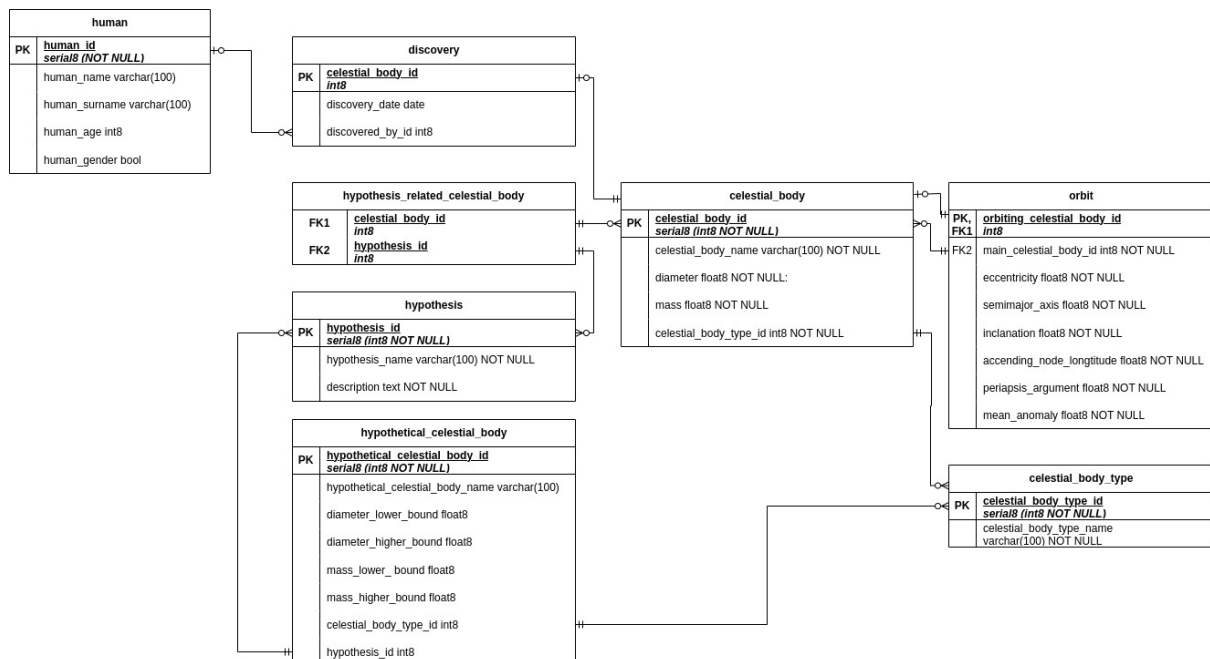 human
PK
human_id
serial8 (NOT NULL)
human_name varchar(100)
human_surname varchar(100)
human_age int8
human_gender bool
discovery
PK
celestial_body_id
int8
discovery_date date
discovered_by_id int8
hypothesis_related_celestial_body
FK1
celestial_body_id
int8
FK2
hypothesis_id
int8
hypothesis
PK
hypothesis_id
serial8 (int8 NOT NULL)
hypothesis_name varchar(100) NOT NULL
description text NOT NULL
hypothetical_celestial_body
PK
hypothetical_celestial_body_id
serial8 (int8 NOT NULL)
hypothetical_celestial_body_name varchar(100)
diameter_lower_bound float8
diameter_higher_bound float8
mass_lower_ bound float8
mass_higher_bound float8
celestial_body_type_id int8
hypothesis_id int8
celestial_body
PK
celestial_body_id
serial8 (int8 NOT NULL)
celestial_body_name varchar(100) NOT NULL
diameter float8 NOT NULL:
mass float8 NOT NULL
celestial_body_type_id int8 NOT NULL
orbit
PK,
FK1
orbiting_celestial_body_id
int8
FK2
main_celestial_body_id int8 NOT NULL
eccentricity float8 NOT NULL
semimajor_axis float8 NOT NULL
inclanation float8 NOT NULL
accending_node_longtitude float8 NOT NULL
periapsis_argument float8 NOT NULL
mean_anomaly float8 NOT NULL
celestial_body_type
PK
celestial_body_type_id
serial8 (int8 NOT NULL)
celestial_body_type_name
varchar(100) NOT NULL